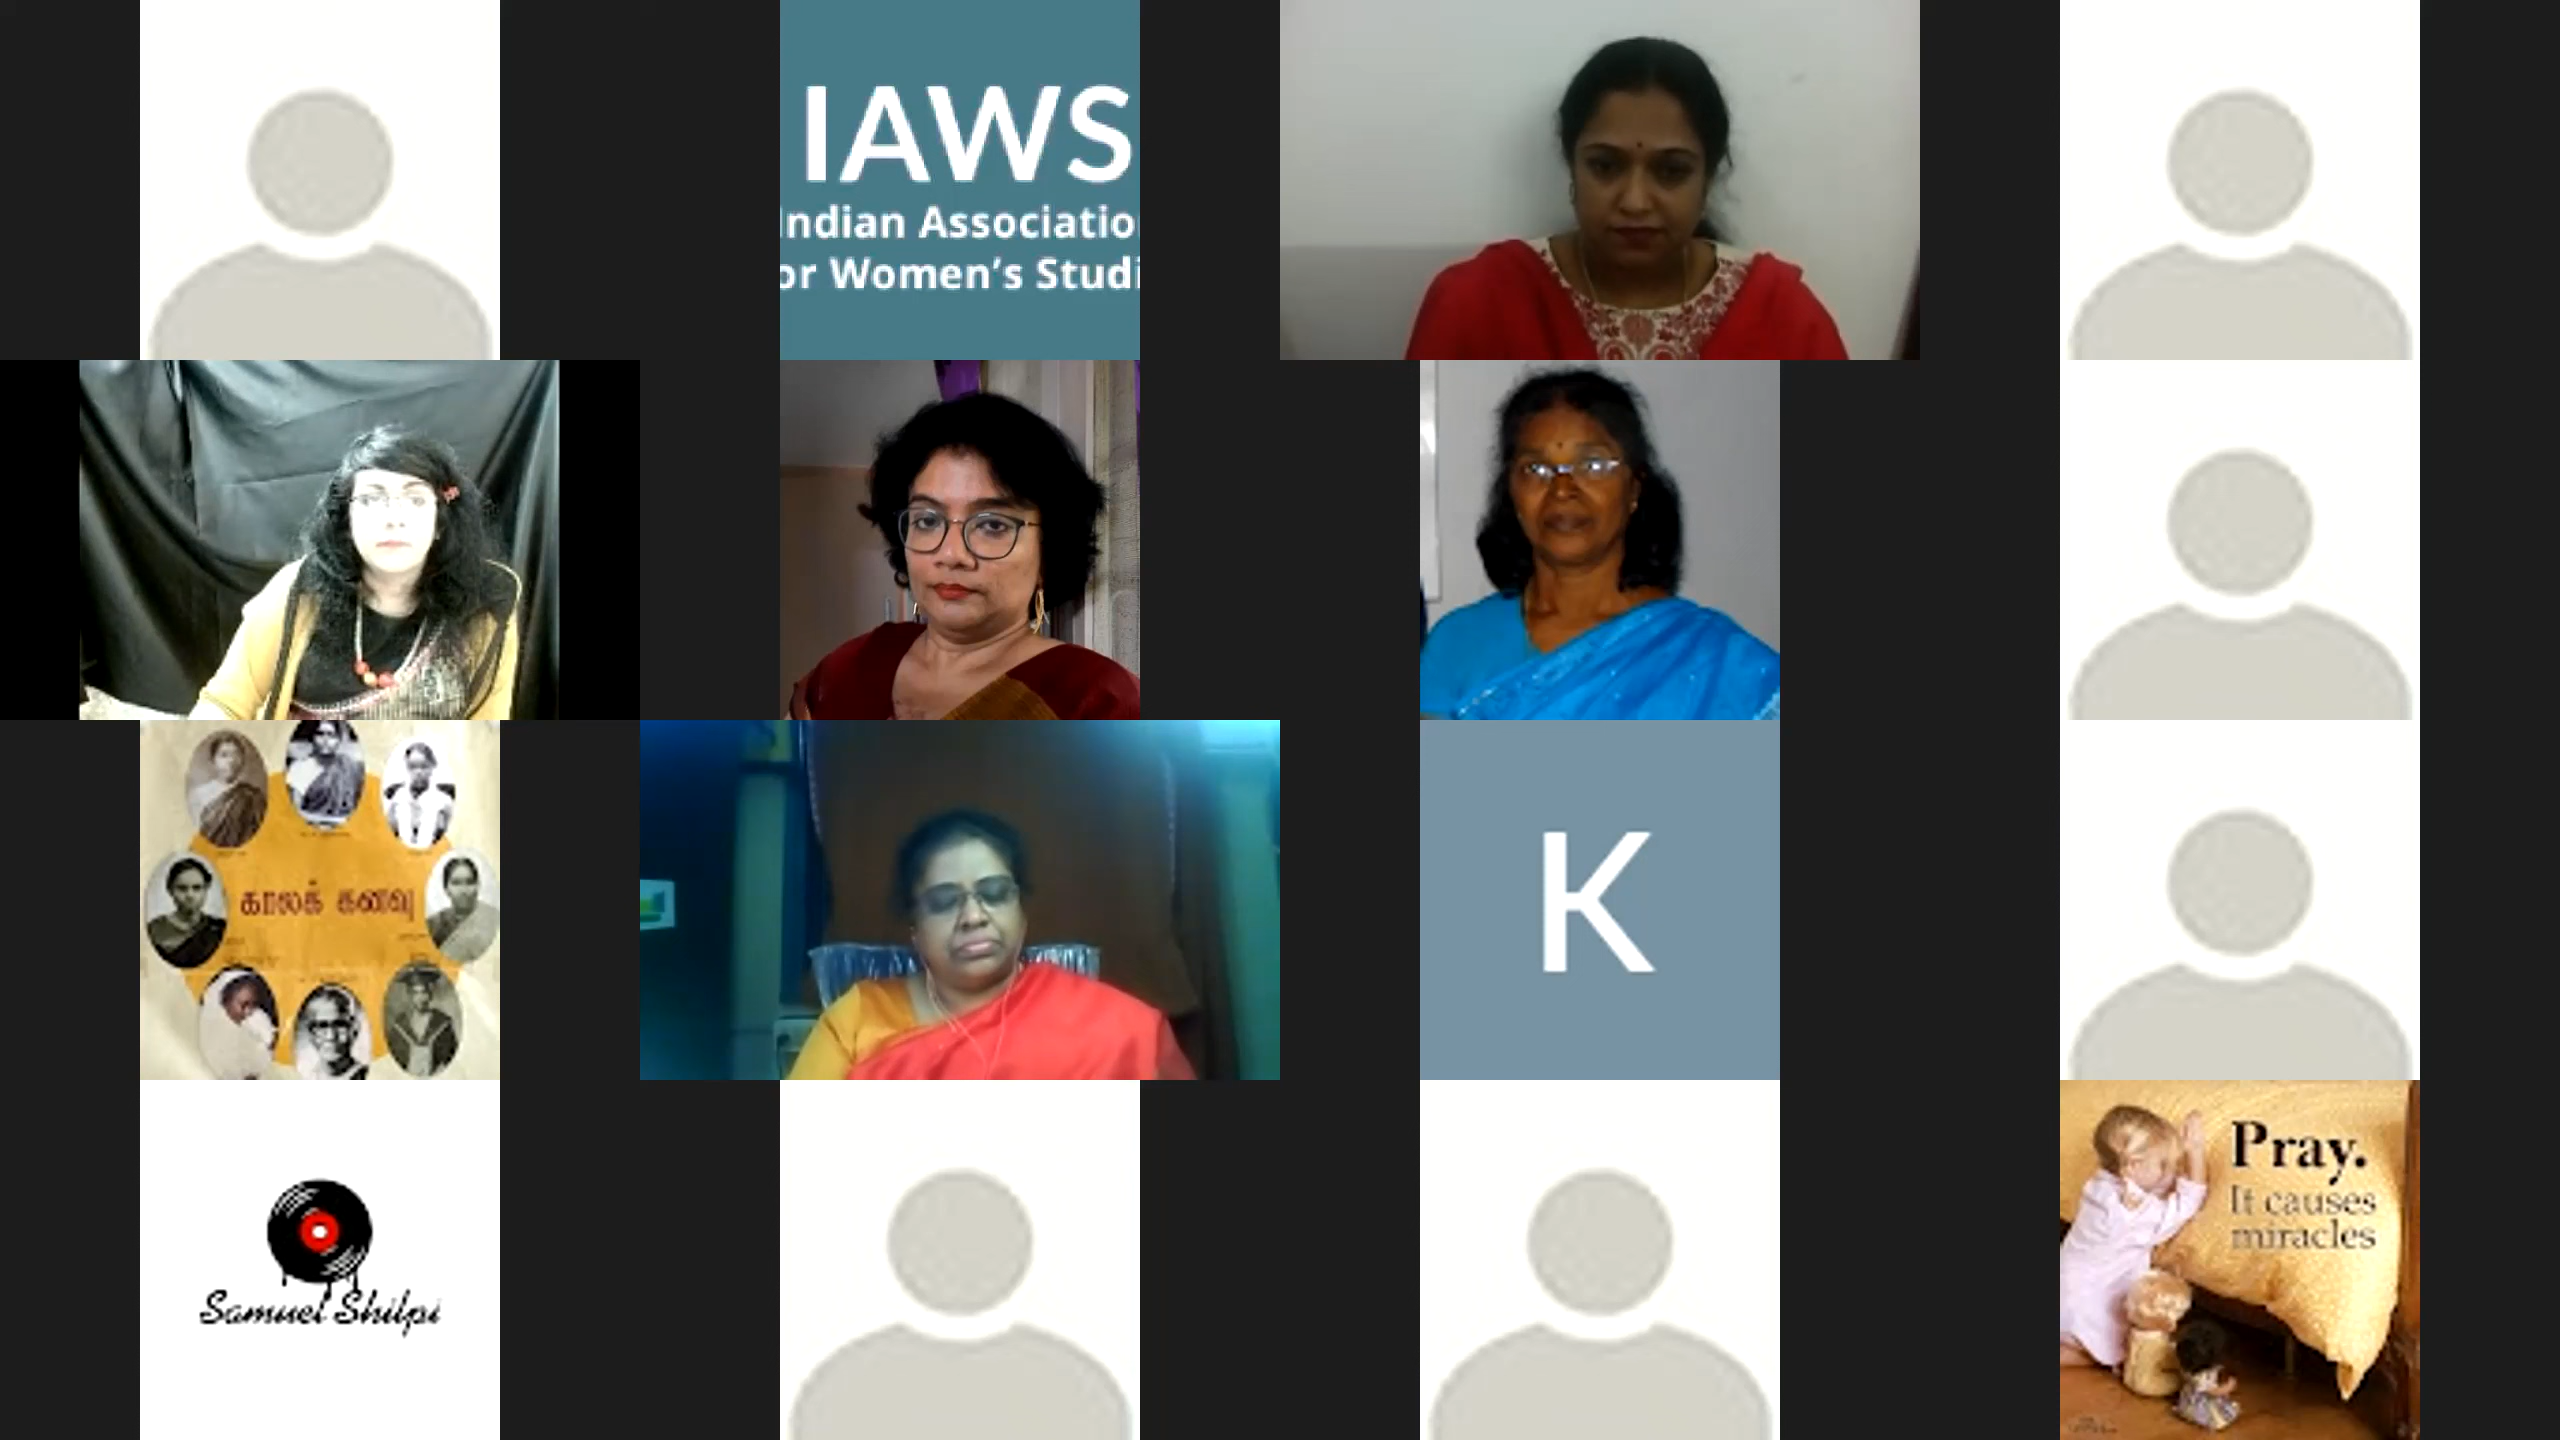 IAWS
Indian Associatio
or Women's Studi
காலக் கனவு
K
Samuel Shilpi
Pray.
It causes
miracles